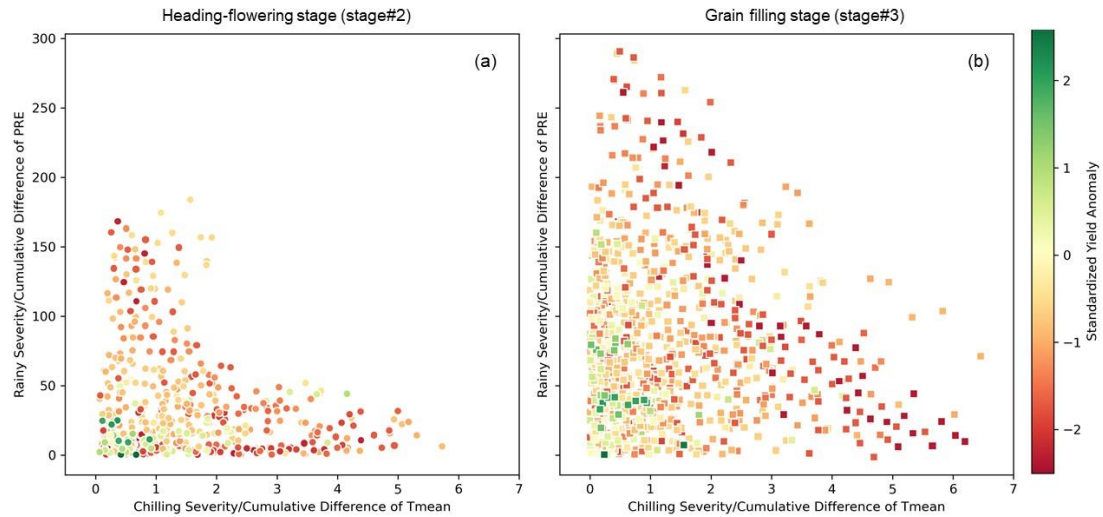 Heading-flowering stage (stage#2)
Grain filling stage (stage#3)
(a)
(b)
300
250
200
150
100
50
0
Rainy Severity/Cumulative Difference of PRE
Rainy Severity/Cumulative Difference of PRE
2
1
0
−1
−2
Standardized Yield Anomaly
0 1 2 3 4 5 6 7
0 1 2 3 4 5 6 7
Chilling Severity/Cumulative Difference of Tmean
Chilling Severity/Cumulative Difference of Tmean